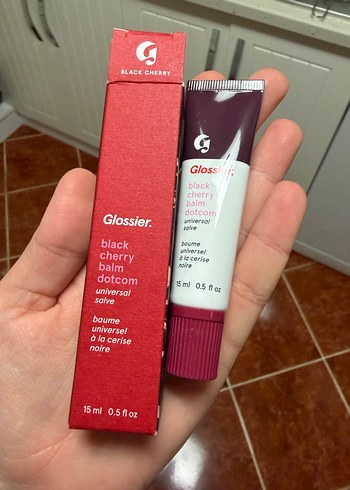 G
BLACK CHERRY
Glossier.
black
cherry
balm
dotcom
universal
salve
baume
universel
à la cerise
noire
15 ml 0.5 fl oz
G
Glossier.
black
cherry
balm
dotcom
universal
salve
baume
universel
à la cerise
noire
15 ml 0.5 fl oz